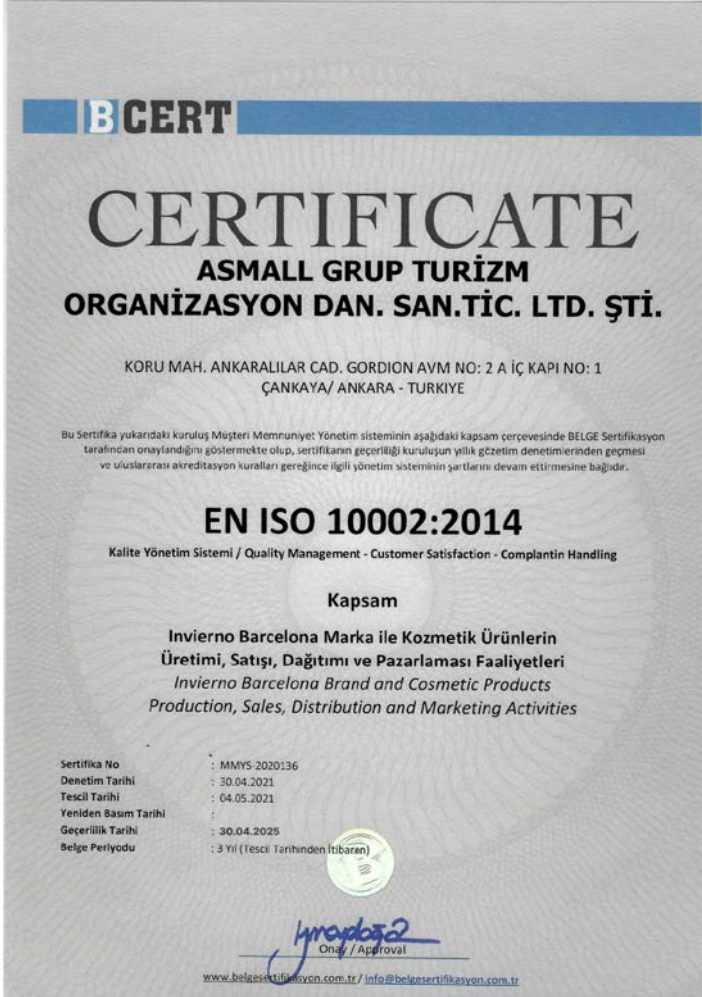 BCERT
CERTIFICATE
ASMALL GRUP TURİZM
ORGANİZASYON DAN. SAN.TİC. LTD. ŞTİ.
KORU MAH. ANKARALILAR CAD. GORDION AVM NO: 2 A İÇ KAPI NO: 1
ÇANKAYA/ ANKARA - TURKIYE
Bu Sertifika yukarıdaki kuruluş Müşteri Memnuniyet Yönetim sisteminin aşağıdaki kapsam çerçevesinde BELGE Sertifikasyon
tarafından onaylandığını göstermekte olup, sertifikanın geçerliliği kuruluşun yıllık gözetim denetimlerinden geçmesi
ve uluslararası akreditasyon kuralları gereğince ilgili yönetim sisteminin şartlarını devam ettirmesine bağlıdır.
EN ISO 10002:2014
Kalite Yönetim Sistemi / Quality Management - Customer Satisfaction - Complantin Handling
Kapsam
Invierno Barcelona Marka ile Kozmetik Ürünlerin
Üretimi, Satışı, Dağıtımı ve Pazarlaması Faaliyetleri
Invierno Barcelona Brand and Cosmetic Products
Production, Sales, Distribution and Marketing Activities
Sertifika No : MMYS-2020136
Denetim Tarihi : 30.04.2021
Tescil Tarihi : 04.05.2021
Yeniden Basım Tarihi :
Geçerlilik Tarihi : 30.04.2025
Belge Periyodu : 3 Yıl (Tescil Tarihinden İtibaren)
B
Onay / Approval
www.belgesertifikasyon.com.tr / info@belgesertifikasyon.com.tr